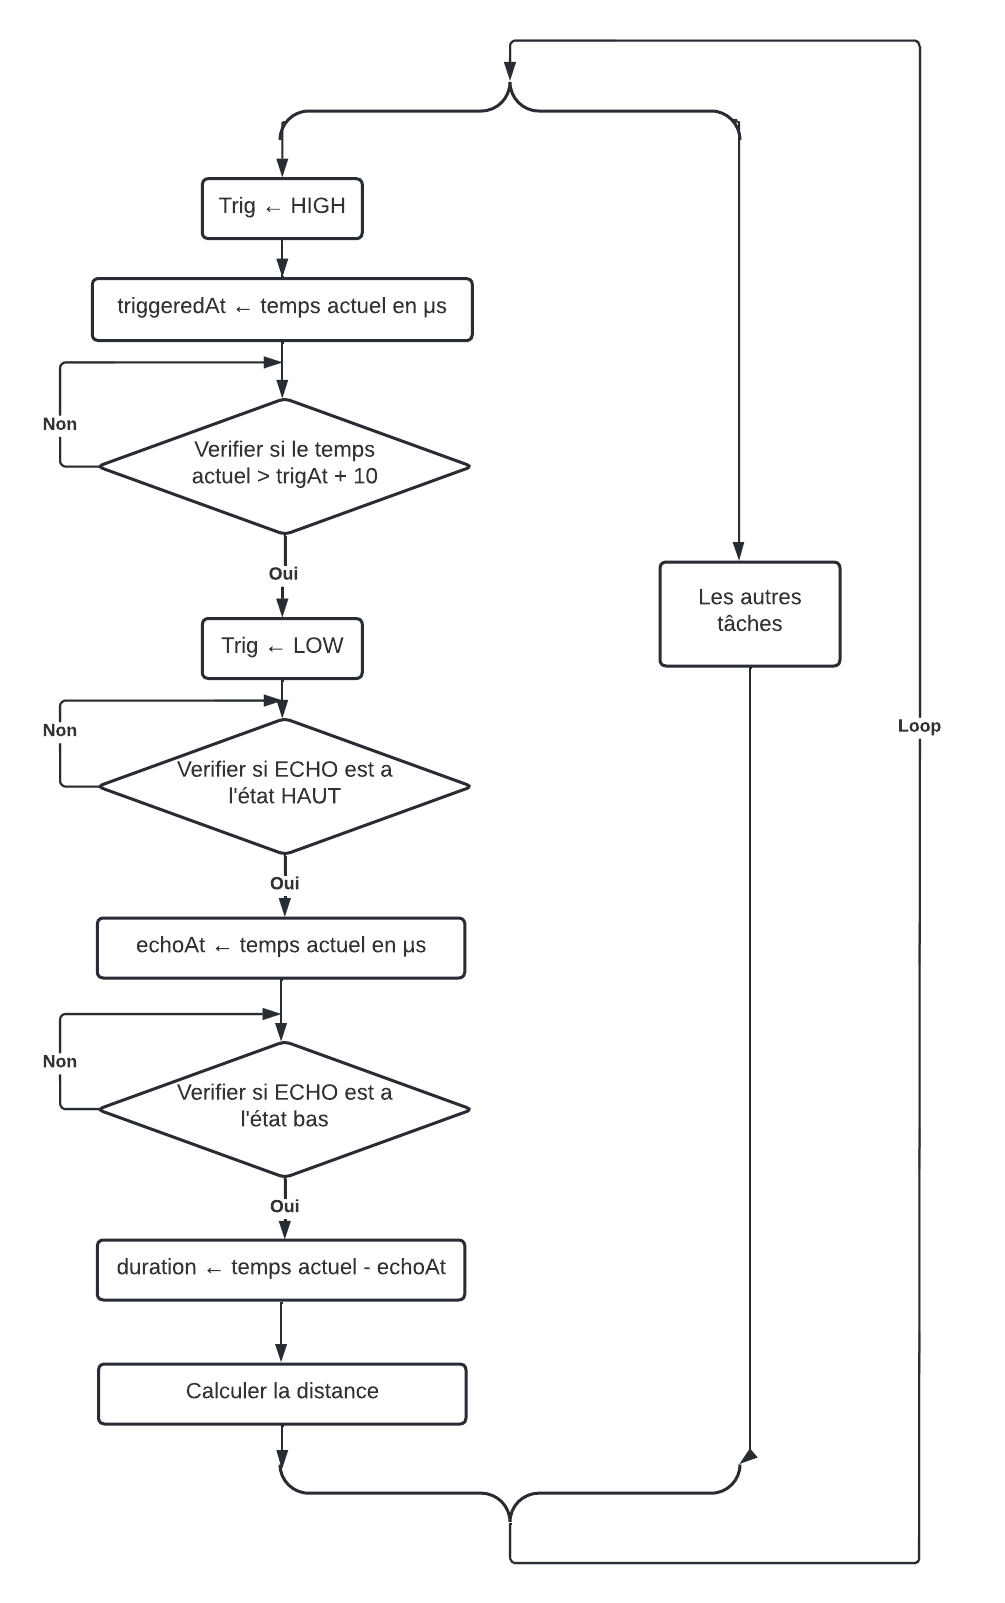 Trig ← HIGH
triggeredAt ← temps actuel en μs
Non
Verifier si le temps
actuel > trigAt + 10
Oui
Les autres
tâches
Trig ← LOW
Non
Loop
Verifier si ECHO est a
l'état HAUT
Oui
echoAt ← temps actuel en μs
Non
Verifier si ECHO est a
l'état bas
Oui
duration ← temps actuel - echoAt
Calculer la distance